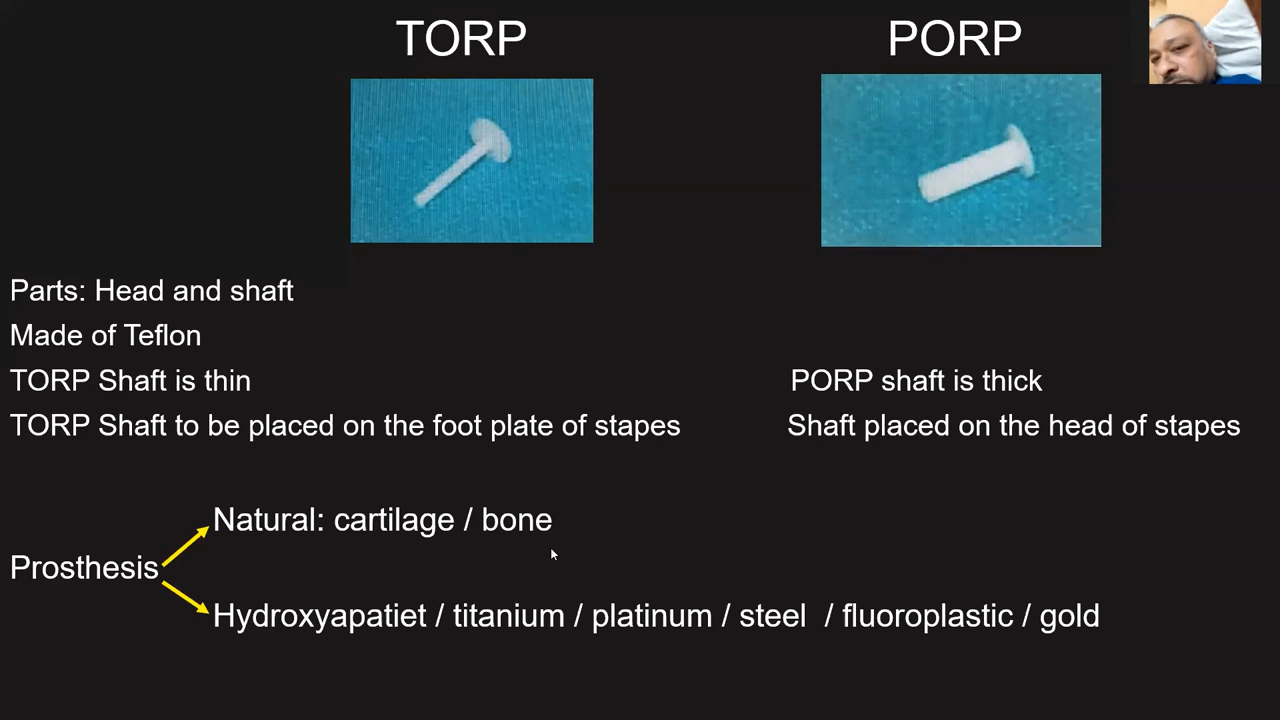 TORP
PORP
Parts: Head and shaft
Made of Teflon
TORP Shaft is thin
PORP shaft is thick
TORP Shaft to be placed on the foot plate of stapes
Shaft placed on the head of stapes
Natural: cartilage / bone
Prosthesis
Hydroxyapatiet / titanium / platinum / steel / fluoroplastic / gold